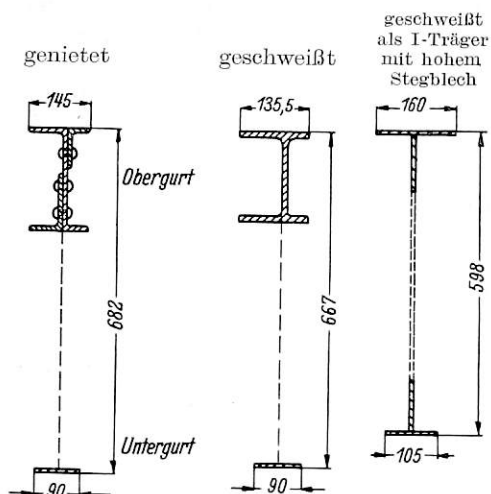 genietet
geschweißt
geschweißt
als I-Träger
mit hohem
Stegblech
145
135,5
160
Obergurt
682
667
598
Untergurt
90
90
105